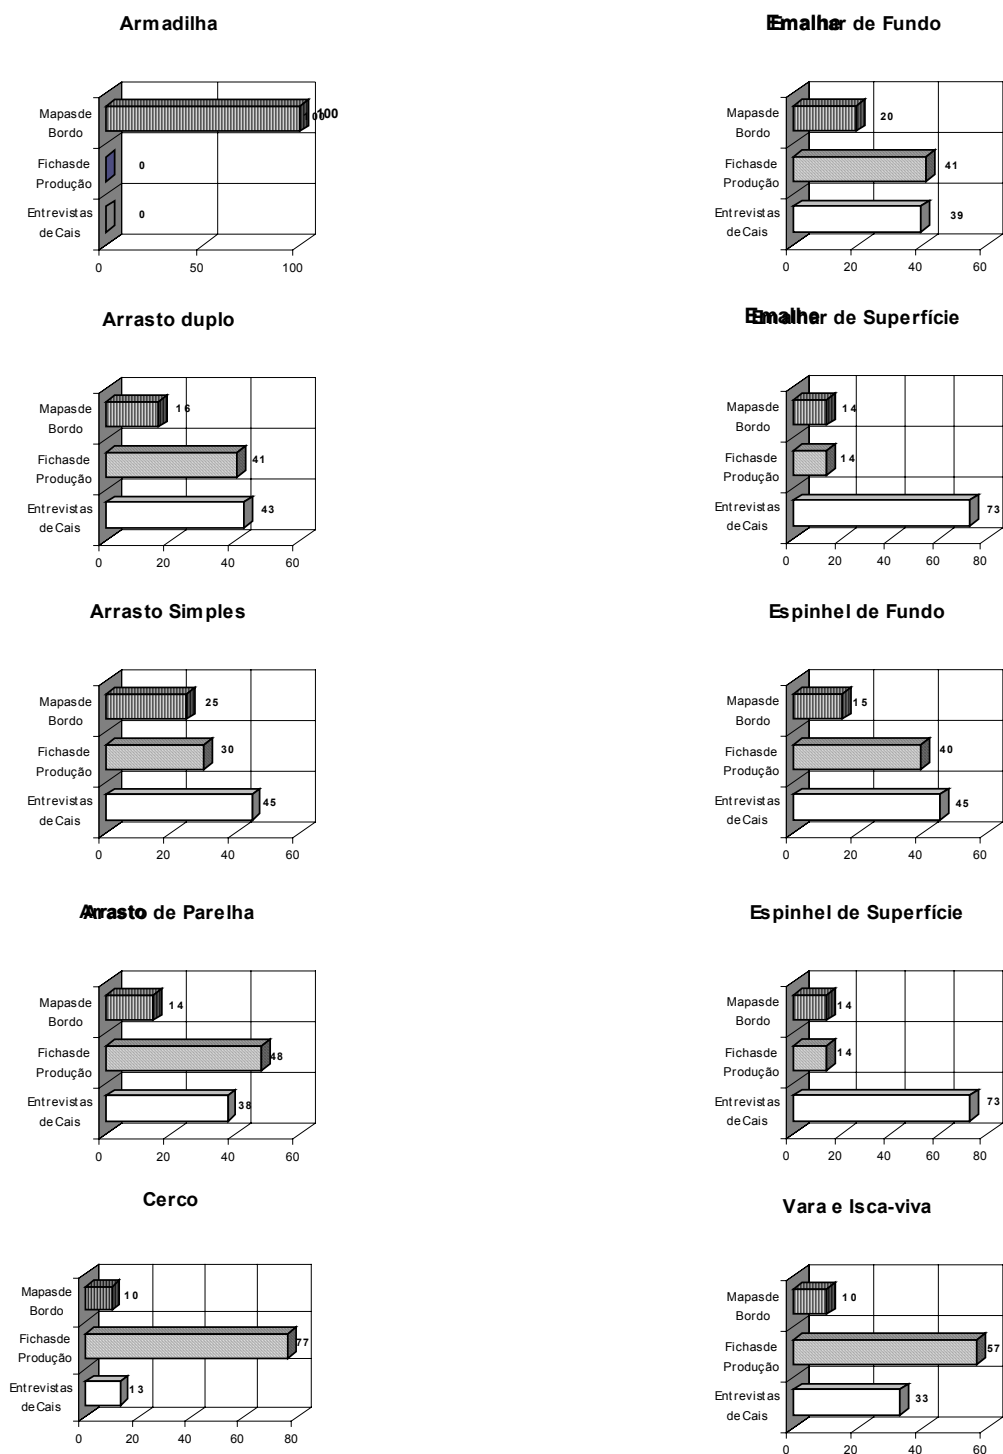 Armadilha
Mapas de
Bordo
100
Fichas de
Produção
0
Entrevistas
de Cais
0
0 50 100
Emalhe de Fundo
Mapas de
Bordo
20
Fichas de
Produção
41
Entrevistas
de Cais
39
0 20 40 60
Arrasto duplo
Mapas de
Bordo
16
Fichas de
Produção
41
Entrevistas
de Cais
43
0 20 40 60
Emalhe de Superfície
Mapas de
Bordo
14
Fichas de
Produção
14
Entrevistas
de Cais
73
0 20 40 60 80
Arrasto Simples
Mapas de
Bordo
25
Fichas de
Produção
30
Entrevistas
de Cais
45
0 20 40 60
Espinhel de Fundo
Mapas de
Bordo
15
Fichas de
Produção
40
Entrevistas
de Cais
45
0 20 40 60
Arrasto de Parelha
Mapas de
Bordo
14
Fichas de
Produção
48
Entrevistas
de Cais
38
0 20 40 60
Espinhel de Superfície
Mapas de
Bordo
14
Fichas de
Produção
14
Entrevistas
de Cais
73
0 20 40 60 80
Cerco
Mapas de
Bordo
10
Fichas de
Produção
77
Entrevistas
de Cais
13
0 20 40 60 80
Vara e Isca-viva
Mapas de
Bordo
10
Fichas de
Produção
57
Entrevistas
de Cais
33
0 20 40 60